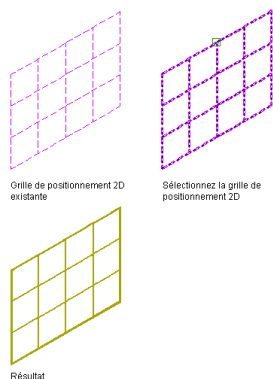 Grille de positionnement 2D
existante
Sélectionnez la grille de
positionnement 2D
Résultat